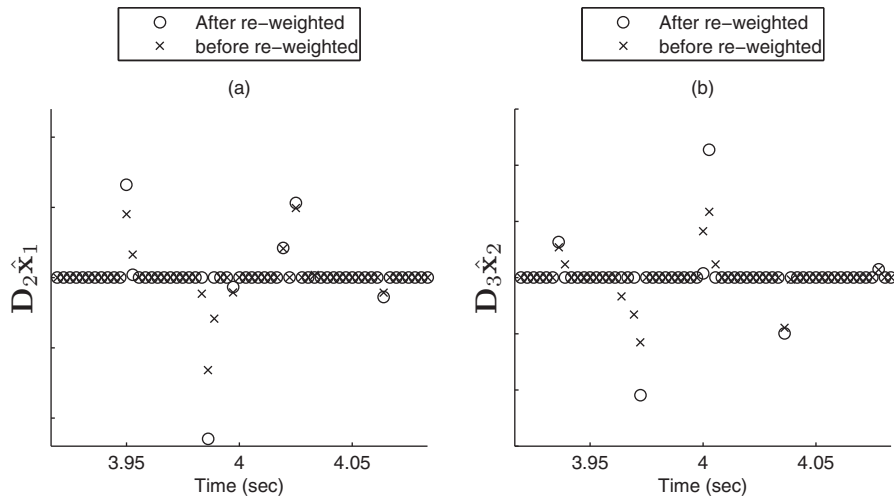 After re-weighted
before re-weighted
After re-weighted
before re-weighted
(a)
(b)
D₂x̂₁
D₃x̂₂
3.95 4 4.05
3.95 4 4.05
Time (sec)
Time (sec)